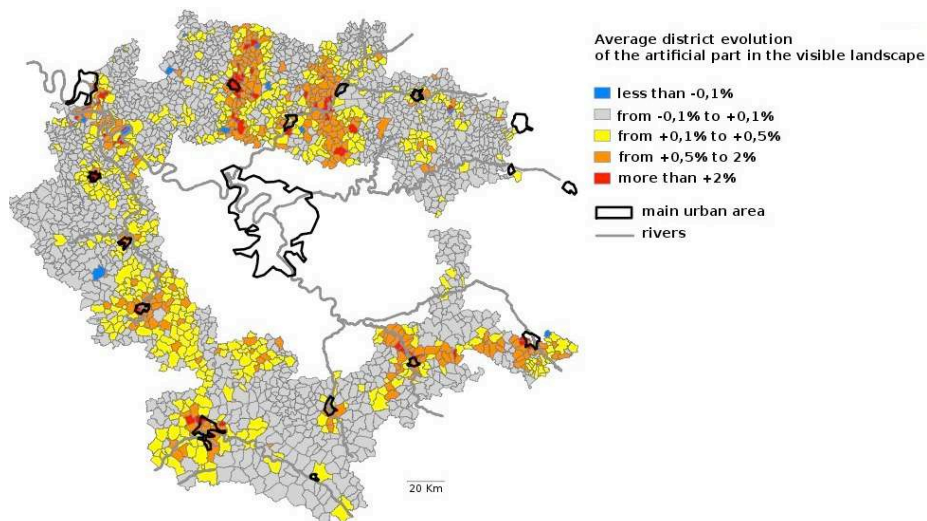 Average district evolution
of the artificial part in the visible landscape
less than -0,1%
from -0,1% to +0,1%
from +0,1% to +0,5%
from +0,5% to 2%
more than +2%
main urban area
rivers
20 Km